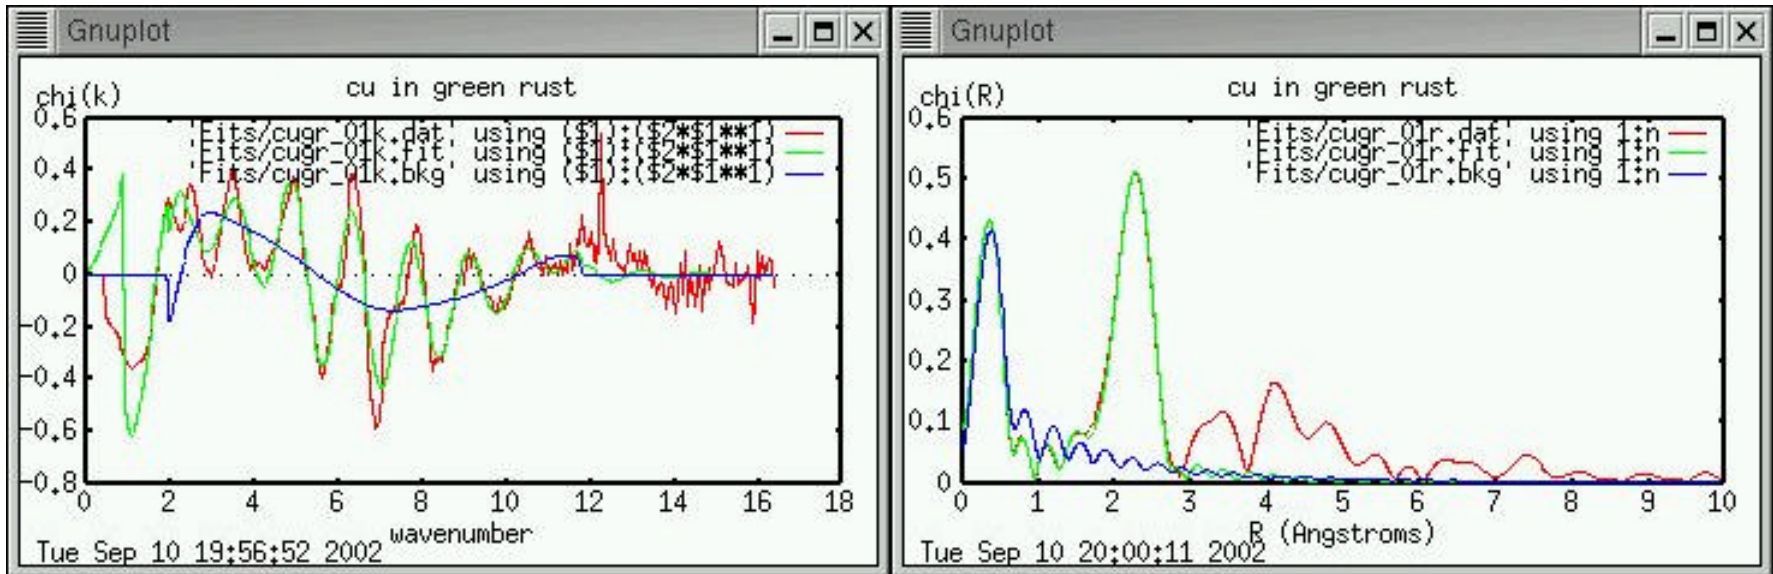 Gnuplot
cu in green rust
chi(k)
'Fits/cugr_01k.dat' using ($1):($2*$1**1)
'Fits/cugr_01k.fit' using ($1):($2*$1**1)
'Fits/cugr_01k.bkg' using ($1):($2*$1**1)
0.6
0.4
0.2
0
-0.2
-0.4
-0.6
-0.8
0 2 4 6 8 10 12 14 16 18
wavenumber
Tue Sep 10 19:56:52 2002
Gnuplot
cu in green rust
chi(R)
'Fits/cugr_01r.dat' using 1:n
'Fits/cugr_01r.fit' using 1:n
'Fits/cugr_01r.bkg' using 1:n
0.6
0.5
0.4
0.3
0.2
0.1
0
0 1 2 3 4 5 6 7 8 9 10
R (Angstroms)
Tue Sep 10 20:00:11 2002